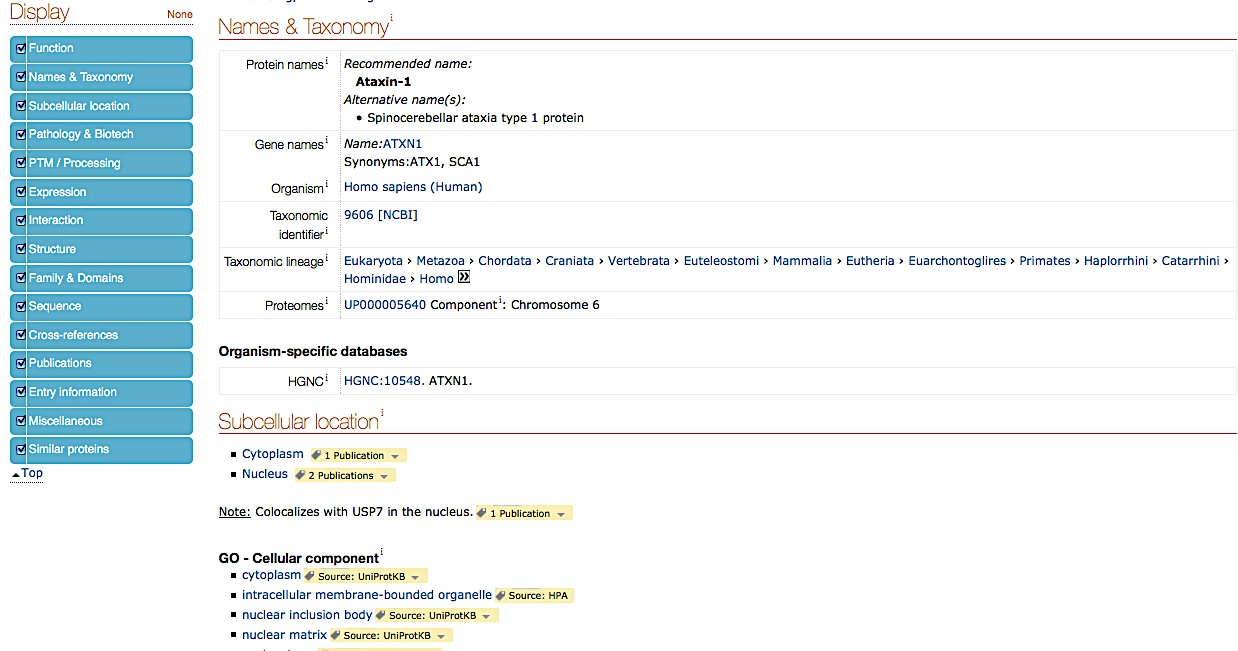 Display None
Function
Names & Taxonomy
Subcellular location
Pathology & Biotech
PTM / Processing
Expression
Interaction
Structure
Family & Domains
Sequence
Cross-references
Publications
Entry information
Miscellaneous
Similar proteins
Top
Names & Taxonomy i
Protein names i Recommended name:
Ataxin-1
Alternative name(s):
• Spinocerebellar ataxia type 1 protein
Gene names i Name:ATXN1
Synonyms:ATX1, SCA1
Organism i Homo sapiens (Human)
Taxonomic 9606 [NCBI]
identifier i
Taxonomic lineage i Eukaryota › Metazoa › Chordata › Craniata › Vertebrata › Euteleostomi › Mammalia › Eutheria › Euarchontoglires › Primates › Haplorrhini › Catarrhini ›
Hominidae › Homo »
Proteomes i UP000005640 Component i: Chromosome 6
Organism-specific databases
HGNC i HGNC:10548. ATXN1.
Subcellular location i
Cytoplasm 1 Publication
Nucleus 2 Publications
Note: Colocalizes with USP7 in the nucleus. 1 Publication
GO - Cellular component i
cytoplasm Source: UniProtKB
intracellular membrane-bounded organelle Source: HPA
nuclear inclusion body Source: UniProtKB
nuclear matrix Source: UniProtKB